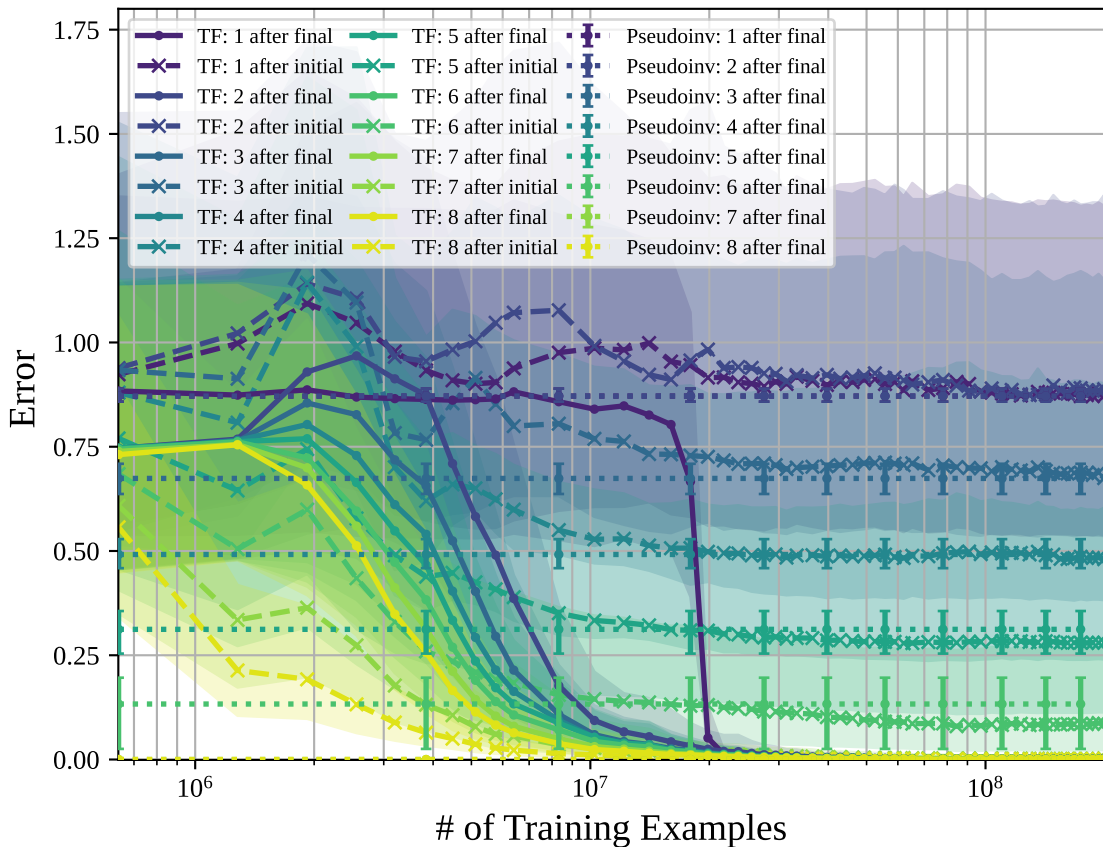 1.75
1.50
1.25
1.00
0.75
0.50
0.25
0.00
Error
TF: 1 after final
TF: 1 after initial
TF: 2 after final
TF: 2 after initial
TF: 3 after final
TF: 3 after initial
TF: 4 after final
TF: 4 after initial
TF: 5 after final
TF: 5 after initial
TF: 6 after final
TF: 6 after initial
TF: 7 after final
TF: 7 after initial
TF: 8 after final
TF: 8 after initial
Pseudoinv: 1 after final
Pseudoinv: 2 after final
Pseudoinv: 3 after final
Pseudoinv: 4 after final
Pseudoinv: 5 after final
Pseudoinv: 6 after final
Pseudoinv: 7 after final
Pseudoinv: 8 after final
10⁶
10⁷
10⁸
# of Training Examples